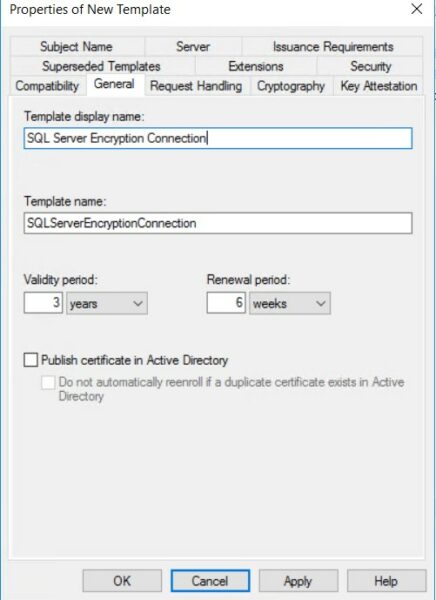 Properties of New Template
Subject Name Server Issuance Requirements
Superseded Templates Extensions Security
Compatibility General Request Handling Cryptography Key Attestation
Template display name:
SQL Server Encryption Connection
Template name:
SQLServerEncryptionConnection
Validity period: Renewal period:
3 years 6 weeks
Publish certificate in Active Directory
Do not automatically reenroll if a duplicate certificate exists in Active
Directory
OK Cancel Apply Help